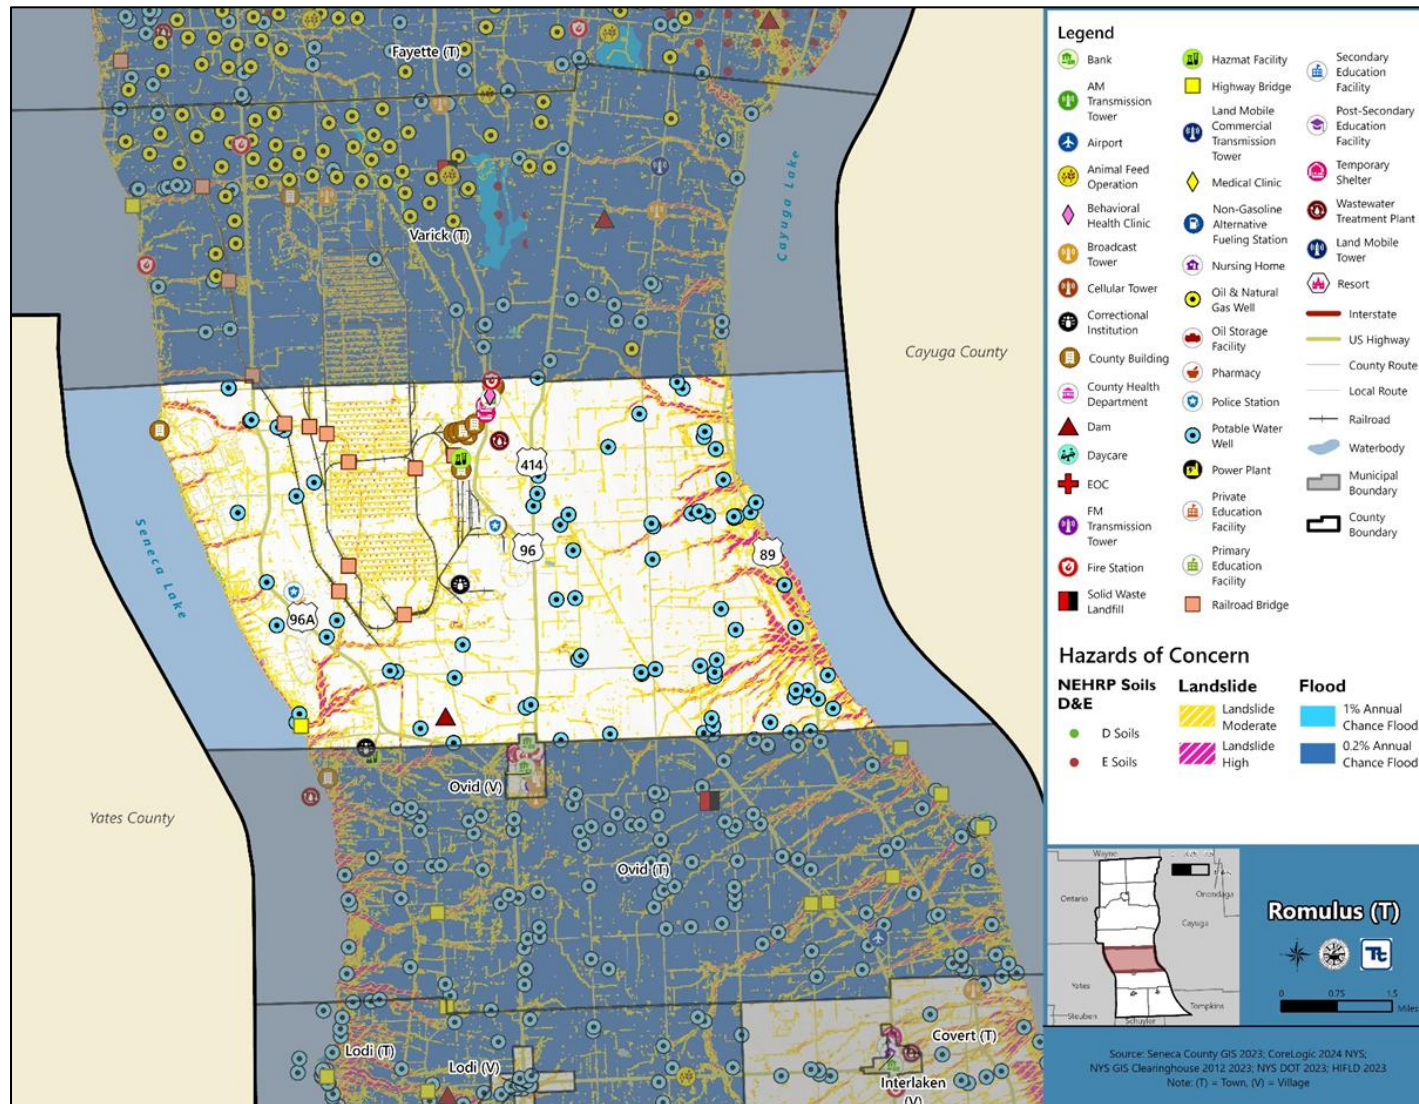 Fayette (T)
Varick (T)
Cayuga Lake
Cayuga County
414
96
89
Seneca Lake
96A
Yates County
Ovid (V)
Ovid (T)
Lodi (T)
Lodi (V)
Covert (T)
Interlaken
(V)
Legend
Bank
AM
Transmission
Tower
Airport
Animal Feed
Operation
Behavioral
Health Clinic
Broadcast
Tower
Cellular Tower
Correctional
Institution
County Building
County Health
Department
Dam
Daycare
EOC
FM
Transmission
Tower
Fire Station
Solid Waste
Landfill
Hazmat Facility
Highway Bridge
Land Mobile
Commercial
Transmission
Tower
Medical Clinic
Non-Gasoline
Alternative
Fueling Station
Nursing Home
Oil & Natural
Gas Well
Oil Storage
Facility
Pharmacy
Police Station
Potable Water
Well
Power Plant
Private
Education
Facility
Primary
Education
Facility
Railroad Bridge
Secondary
Education
Facility
Post-Secondary
Education
Facility
Temporary
Shelter
Wastewater
Treatment Plant
Land Mobile
Tower
Resort
Interstate
US Highway
County Route
Local Route
Railroad
Waterbody
Municipal
Boundary
County
Boundary
Hazards of Concern
NEHRP Soils
D&E
D Soils
E Soils
Landslide
Landslide
Moderate
Landslide
High
Flood
1% Annual
Chance Flood
0.2% Annual
Chance Flood
Wayne
Ontario
Onondaga
Cayuga
Yates
Tompkins
Steuben
Schuyler
Romulus (T)
Tt
0 0.75 1.5
Miles
Source: Seneca County GIS 2023; CoreLogic 2024 NYS;
NYS GIS Clearinghouse 2012 2023; NYS DOT 2023; HIFLD 2023
Note: (T) = Town, (V) = Village